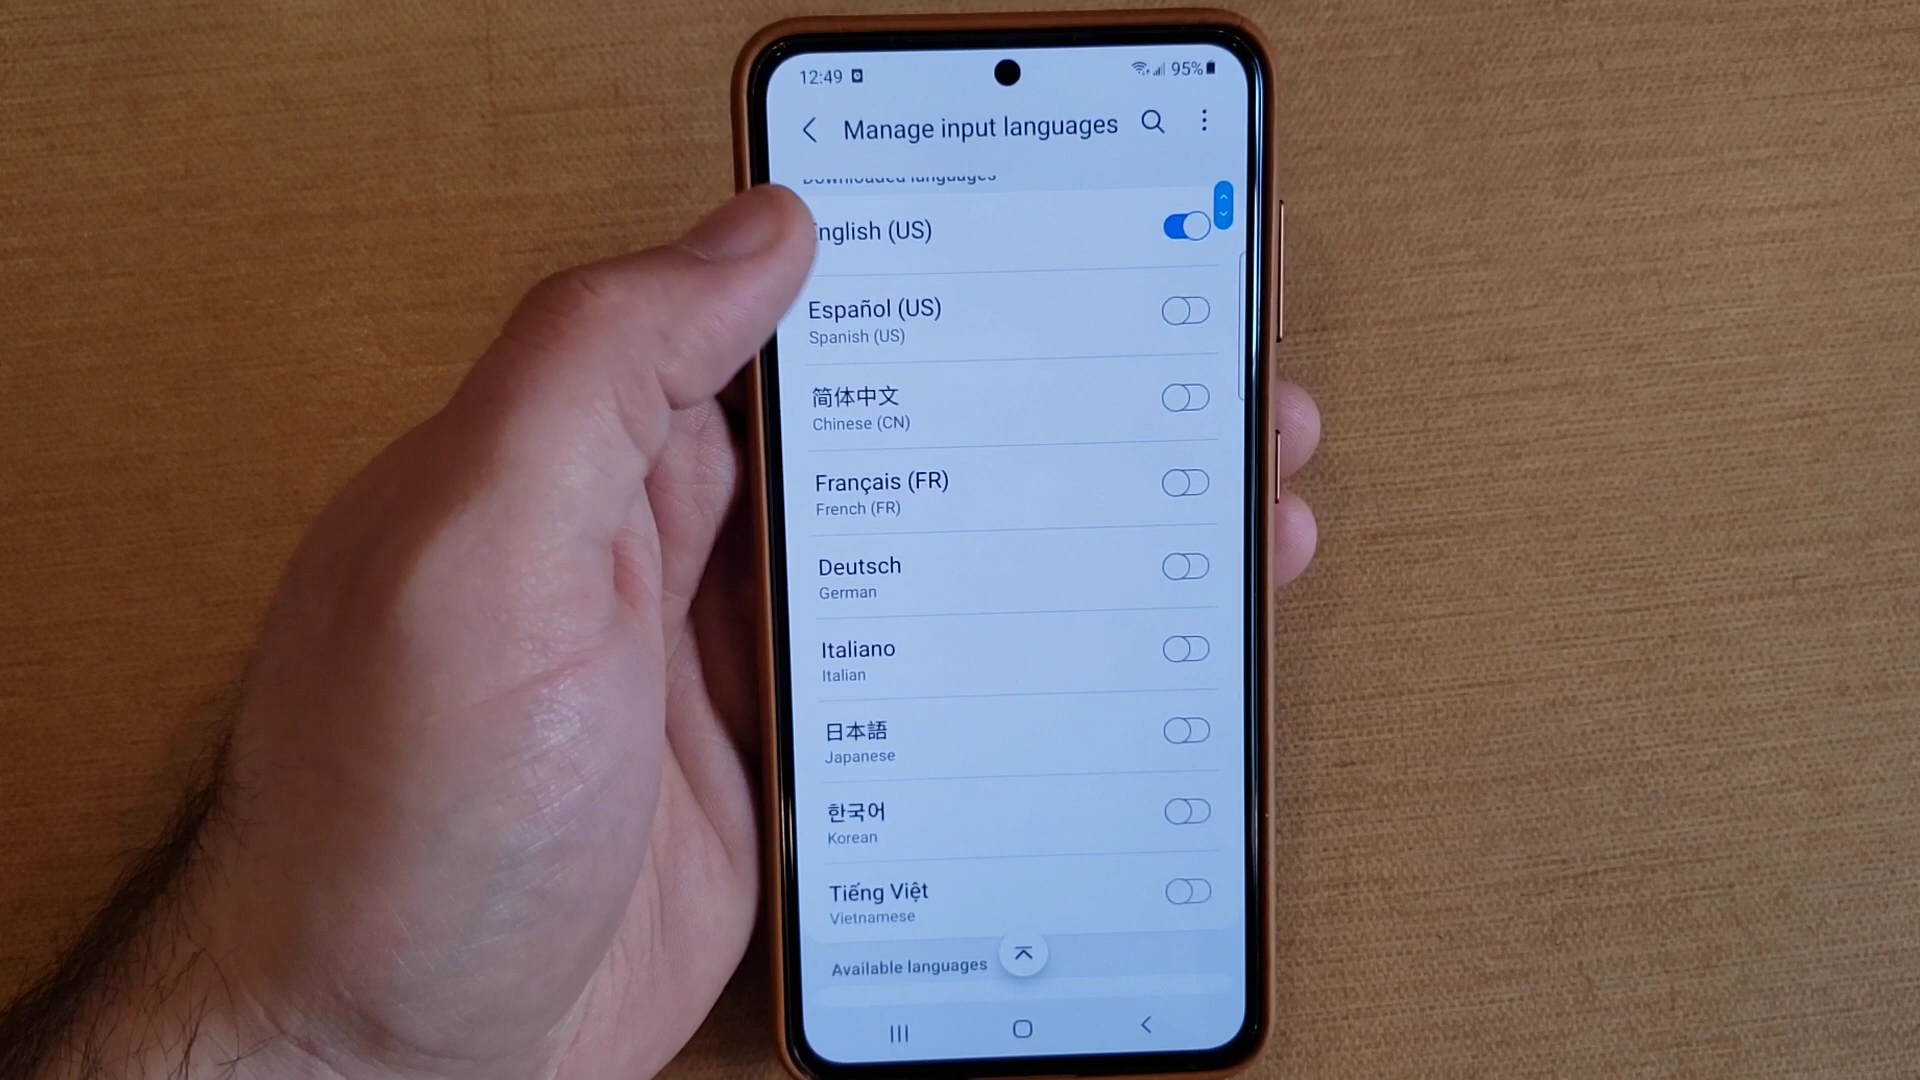 12:49 95%
Manage input languages
Downloaded languages
nglish (US)
Español (US)
Spanish (US)
简体中文
Chinese (CN)
Français (FR)
French (FR)
Deutsch
German
Italiano
Italian
日本語
Japanese
한국어
Korean
Tiếng Việt
Vietnamese
Available languages